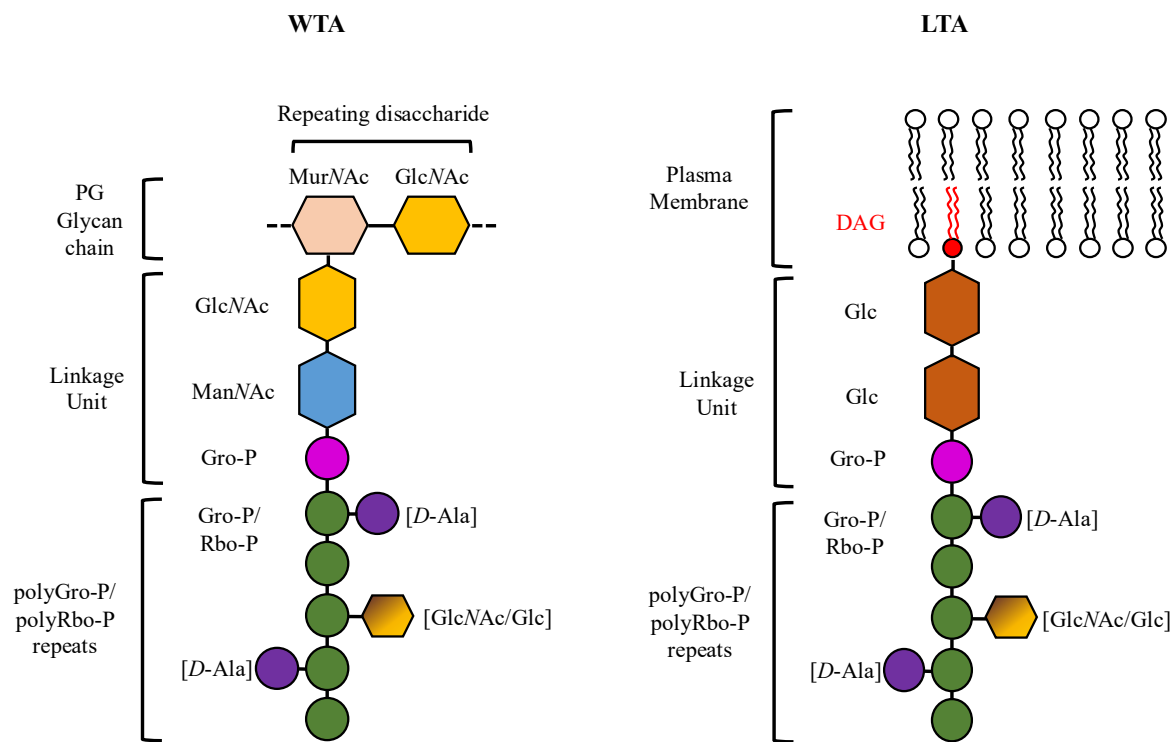 WTA
Repeating disaccharide
MurNAc GlcNAc
PG
Glycan
chain
GlcNAc
Linkage
Unit
ManNAc
Gro-P
Gro-P/
Rbo-P
[D-Ala]
polyGro-P/
polyRbo-P
repeats
[GlcNAc/Glc]
[D-Ala]
LTA
Plasma
Membrane
DAG
Glc
Linkage
Unit
Glc
Gro-P
Gro-P/
Rbo-P
[D-Ala]
polyGro-P/
polyRbo-P
repeats
[GlcNAc/Glc]
[D-Ala]